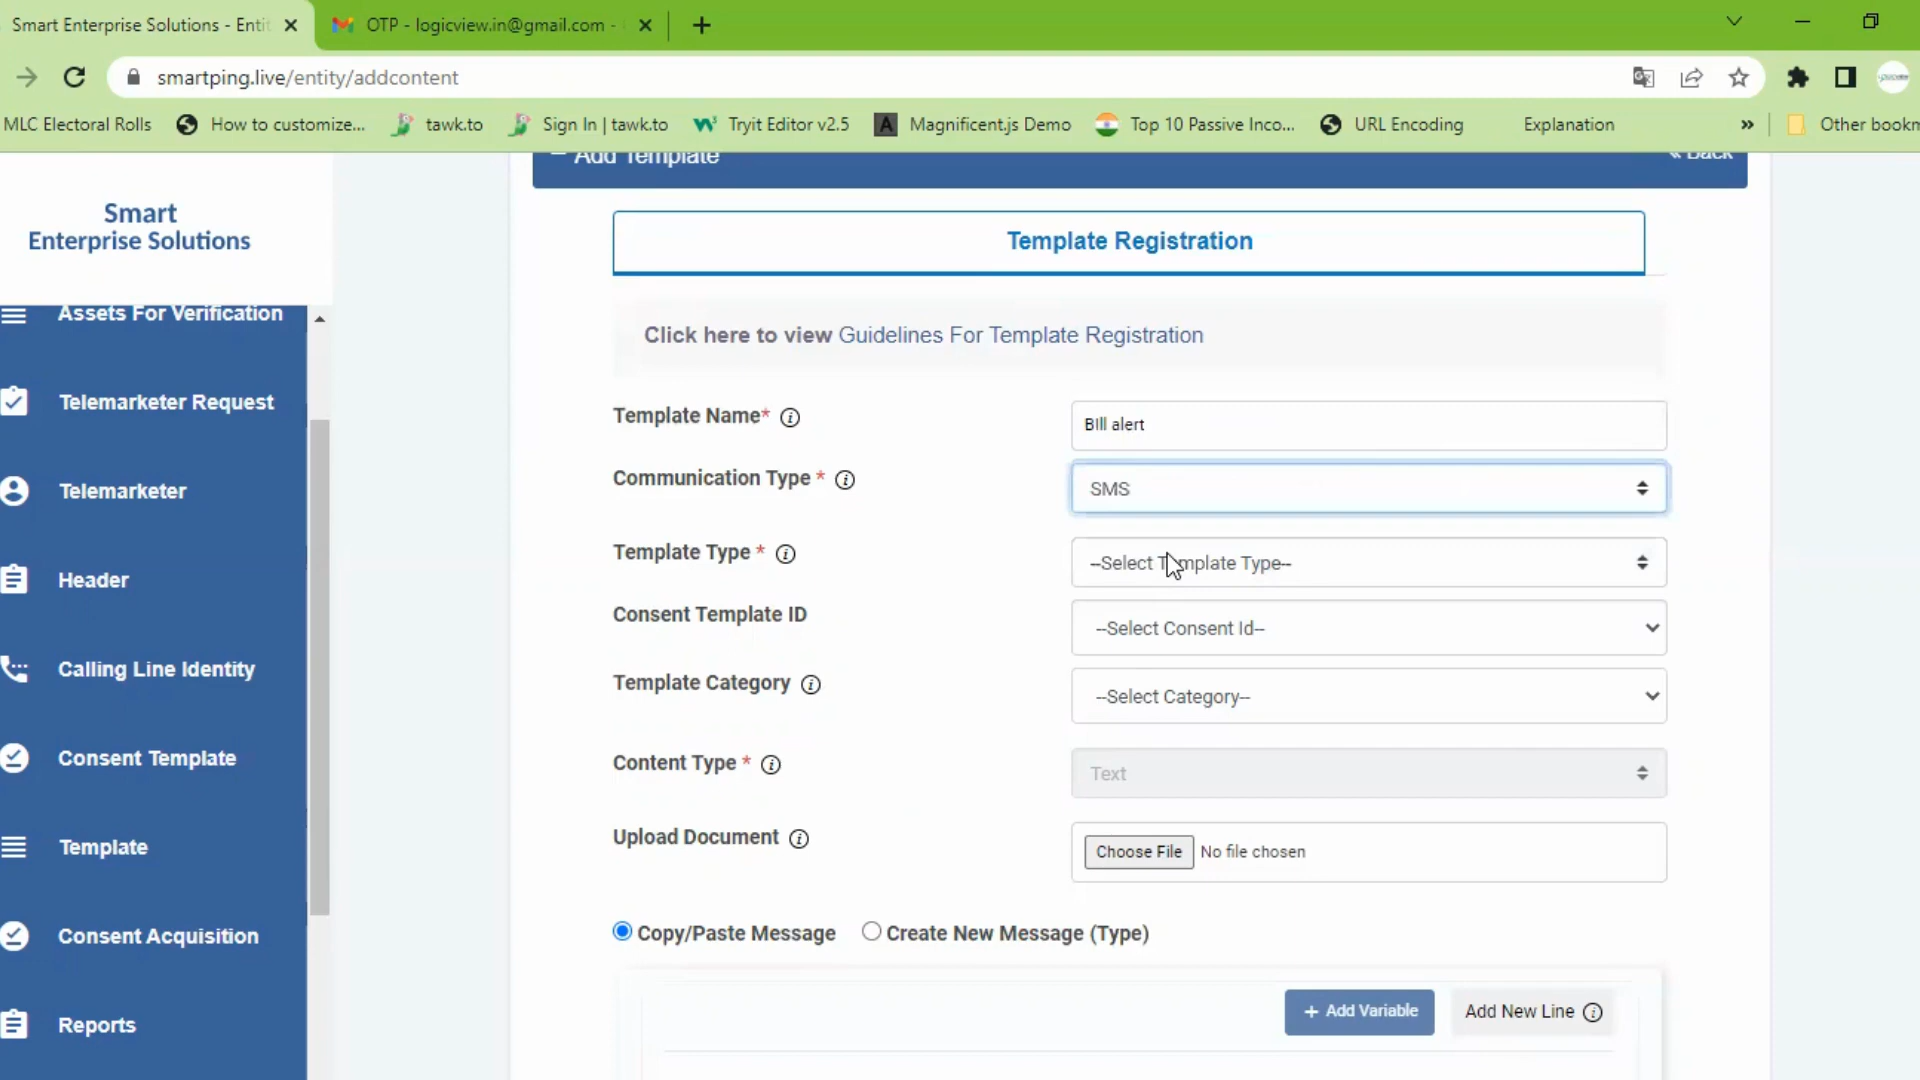 Smart Enterprise Solutions - Entit
OTP - logicview.in@gmail.com -
smartping.live/entity/addcontent
MLC Electoral Rolls
How to customize...
tawk.to
Sign In | tawk.to
Tryit Editor v2.5
Magnificent.js Demo
Top 10 Passive Inco...
URL Encoding
Explanation
»
Other bookm
Add Template
« Back
Smart
Enterprise Solutions
Assets For Verification
Telemarketer Request
Telemarketer
Header
Calling Line Identity
Consent Template
Template
Consent Acquisition
Reports
Template Registration
Click here to view Guidelines For Template Registration
Template Name*
BIll alert
Communication Type *
SMS
Template Type *
--Select Template Type--
Consent Template ID
--Select Consent Id--
Template Category
--Select Category--
Content Type *
Text
Upload Document
Choose File No file chosen
Copy/Paste Message
Create New Message (Type)
+ Add Variable
Add New Line